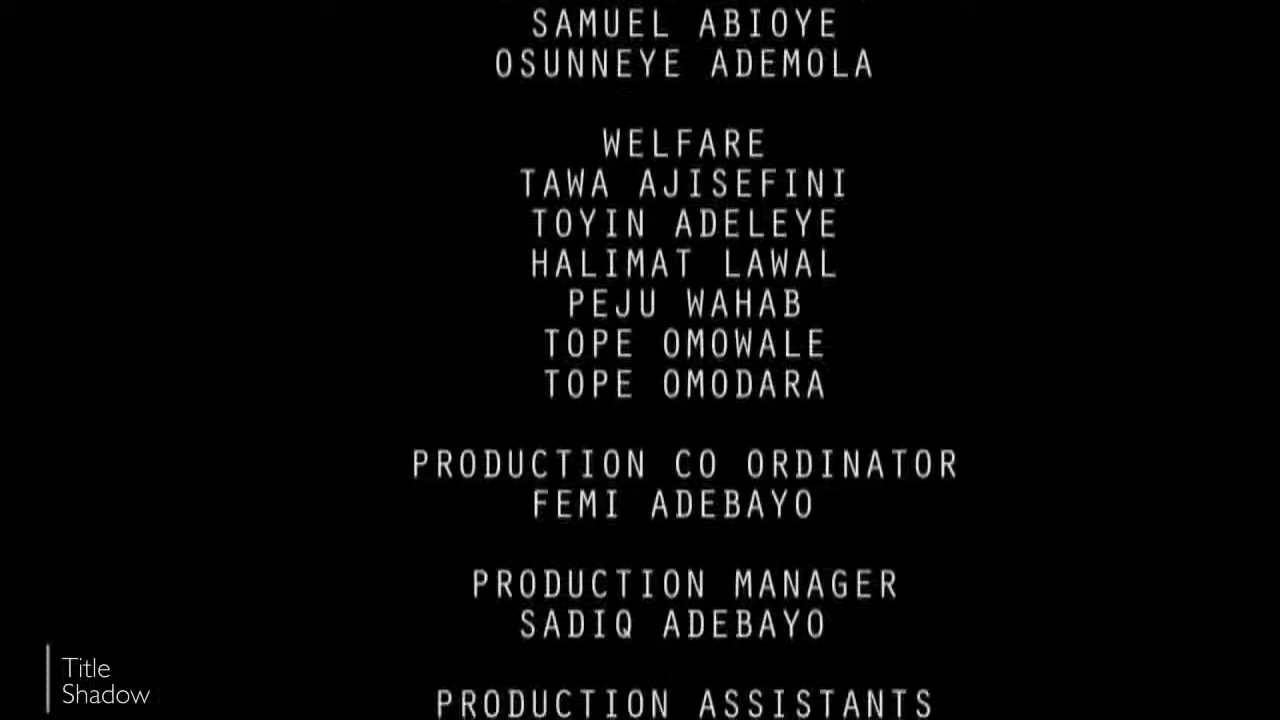 SAMUEL ABIOYE
OSUNNEYE ADEMOLA
WELFARE
TAWA AJISEFINI
TOYIN ADELEYE
HALIMAT LAWAL
PEJU WAHAB
TOPE OMOWALE
TOPE OMODARA
PRODUCTION CO ORDINATOR
FEMI ADEBAYO
PRODUCTION MANAGER
SADIQ ADEBAYO
PRODUCTION ASSISTANTS
Title
Shadow